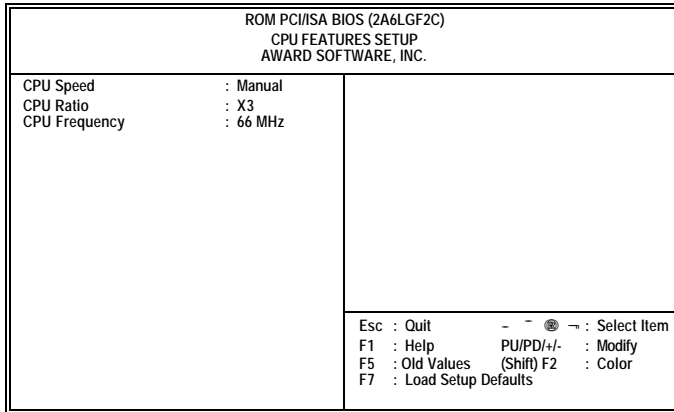 ROM PCI/ISA BIOS (2A6LGF2C)
CPU FEATURES SETUP
AWARD SOFTWARE, INC.
CPU Speed : Manual
CPU Ratio : X3
CPU Frequency : 66 MHz
Esc : Quit - ¯ ® ¬ : Select Item
F1 : Help PU/PD/+/- : Modify
F5 : Old Values (Shift) F2 : Color
F7 : Load Setup Defaults